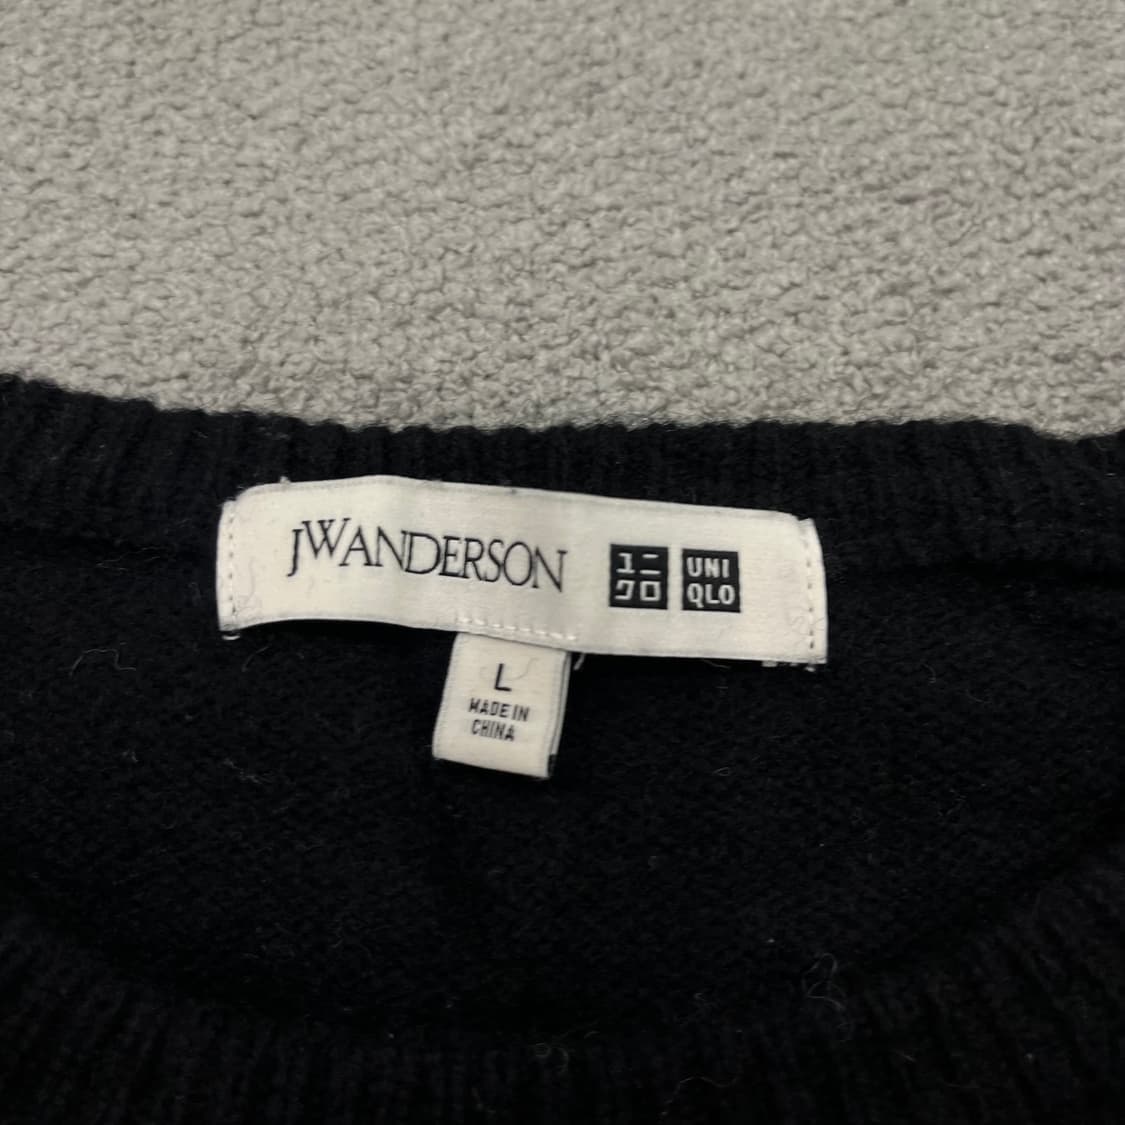 JWANDERSON
ユニ
クロ
UNI
QLO
L
MADE IN
CHINA